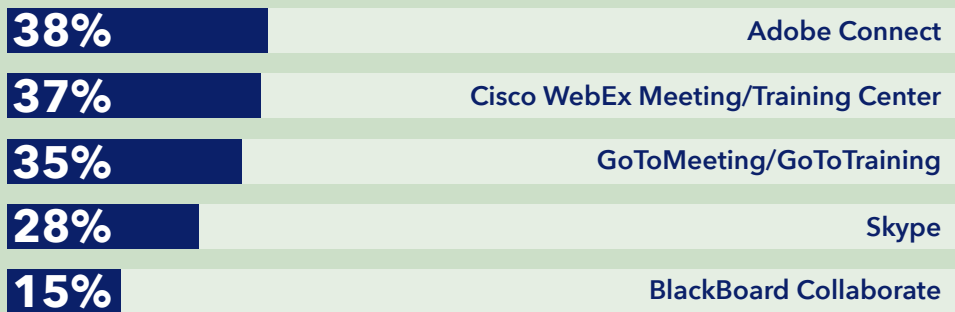 38% Adobe Connect
37% Cisco WebEx Meeting/Training Center
35% GoToMeeting/GoToTraining
28% Skype
15% BlackBoard Collaborate